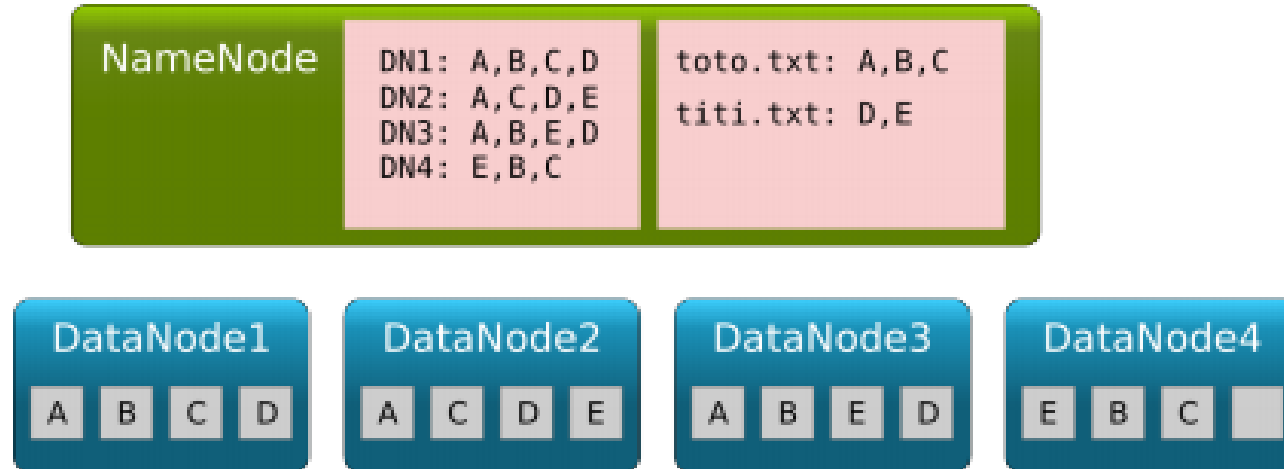 NameNode
DN1: A,B,C,D
DN2: A,C,D,E
DN3: A,B,E,D
DN4: E,B,C
toto.txt: A,B,C
titi.txt: D,E
DataNode1
A B C D
DataNode2
A C D E
DataNode3
A B E D
DataNode4
E B C